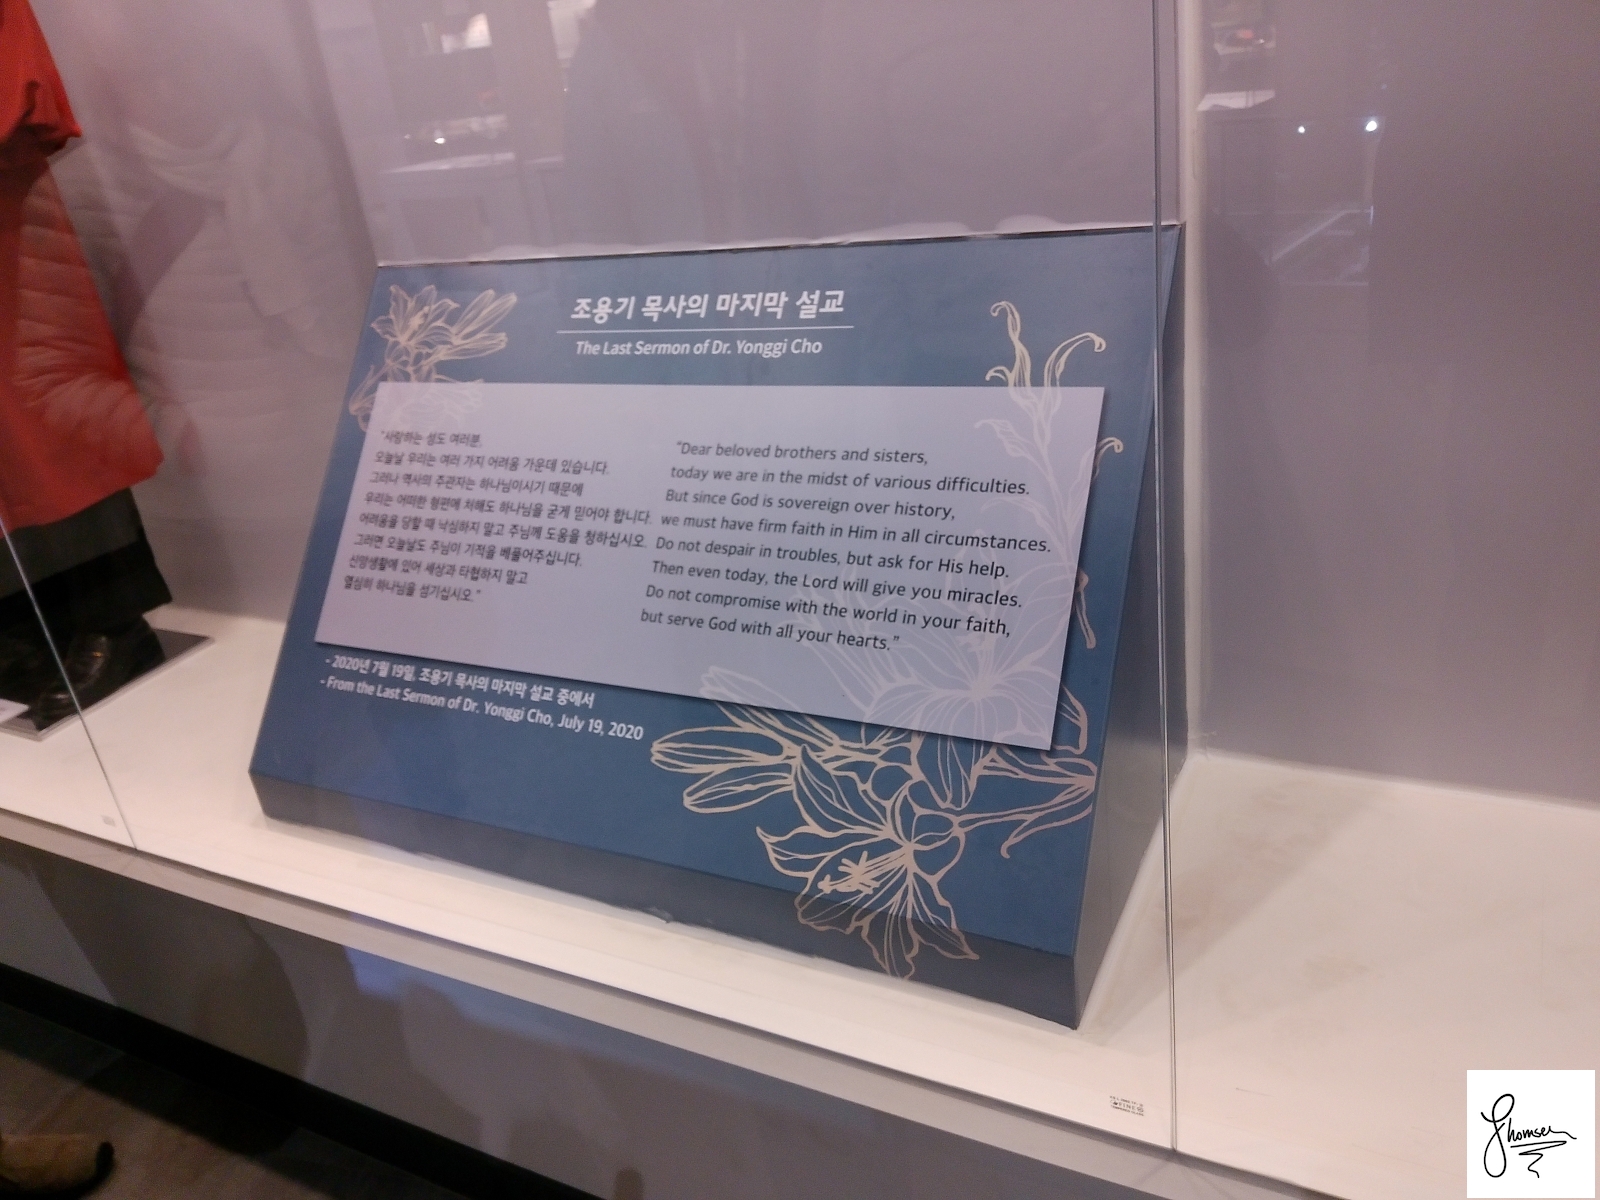 조용기 목사의 마지막 설교
The Last Sermon of Dr. Yonggi Cho
"사랑하는 성도 여러분,
오늘날 우리는 여러 가지 어려움 가운데 있습니다.
그러나 역사의 주관자는 하나님이시기 때문에
우리는 어떠한 형편에 처해도 하나님을 굳게 믿어야 합니다.
어려움을 당할 때 낙심하지 말고 주님께 도움을 청하십시오.
그러면 오늘날도 주님이 기적을 베풀어주십니다.
신앙생활에 있어 세상과 타협하지 말고
열심히 하나님을 섬기십시오."
"Dear beloved brothers and sisters,
today we are in the midst of various difficulties.
But since God is sovereign over history,
we must have firm faith in Him in all circumstances.
Do not despair in troubles, but ask for His help.
Then even today, the Lord will give you miracles.
Do not compromise with the world in your faith,
but serve God with all your hearts."
- 2020년 7월 19일, 조용기 목사의 마지막 설교 중에서
- From the Last Sermon of Dr. Yonggi Cho, July 19, 2020
Thomsen